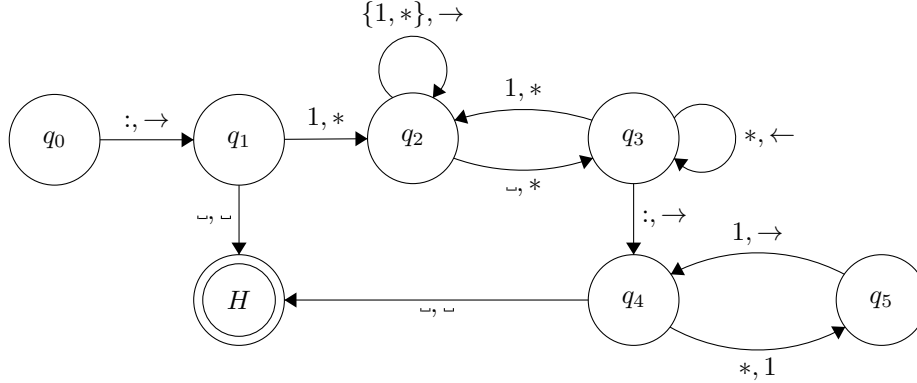 {1, *}, →
:, →
1, *
1, *
q₀
q₁
q₂
q₃
*, ←
␣, *
␣, ␣
:, →
1, →
H
␣, ␣
q₄
q₅
*, 1